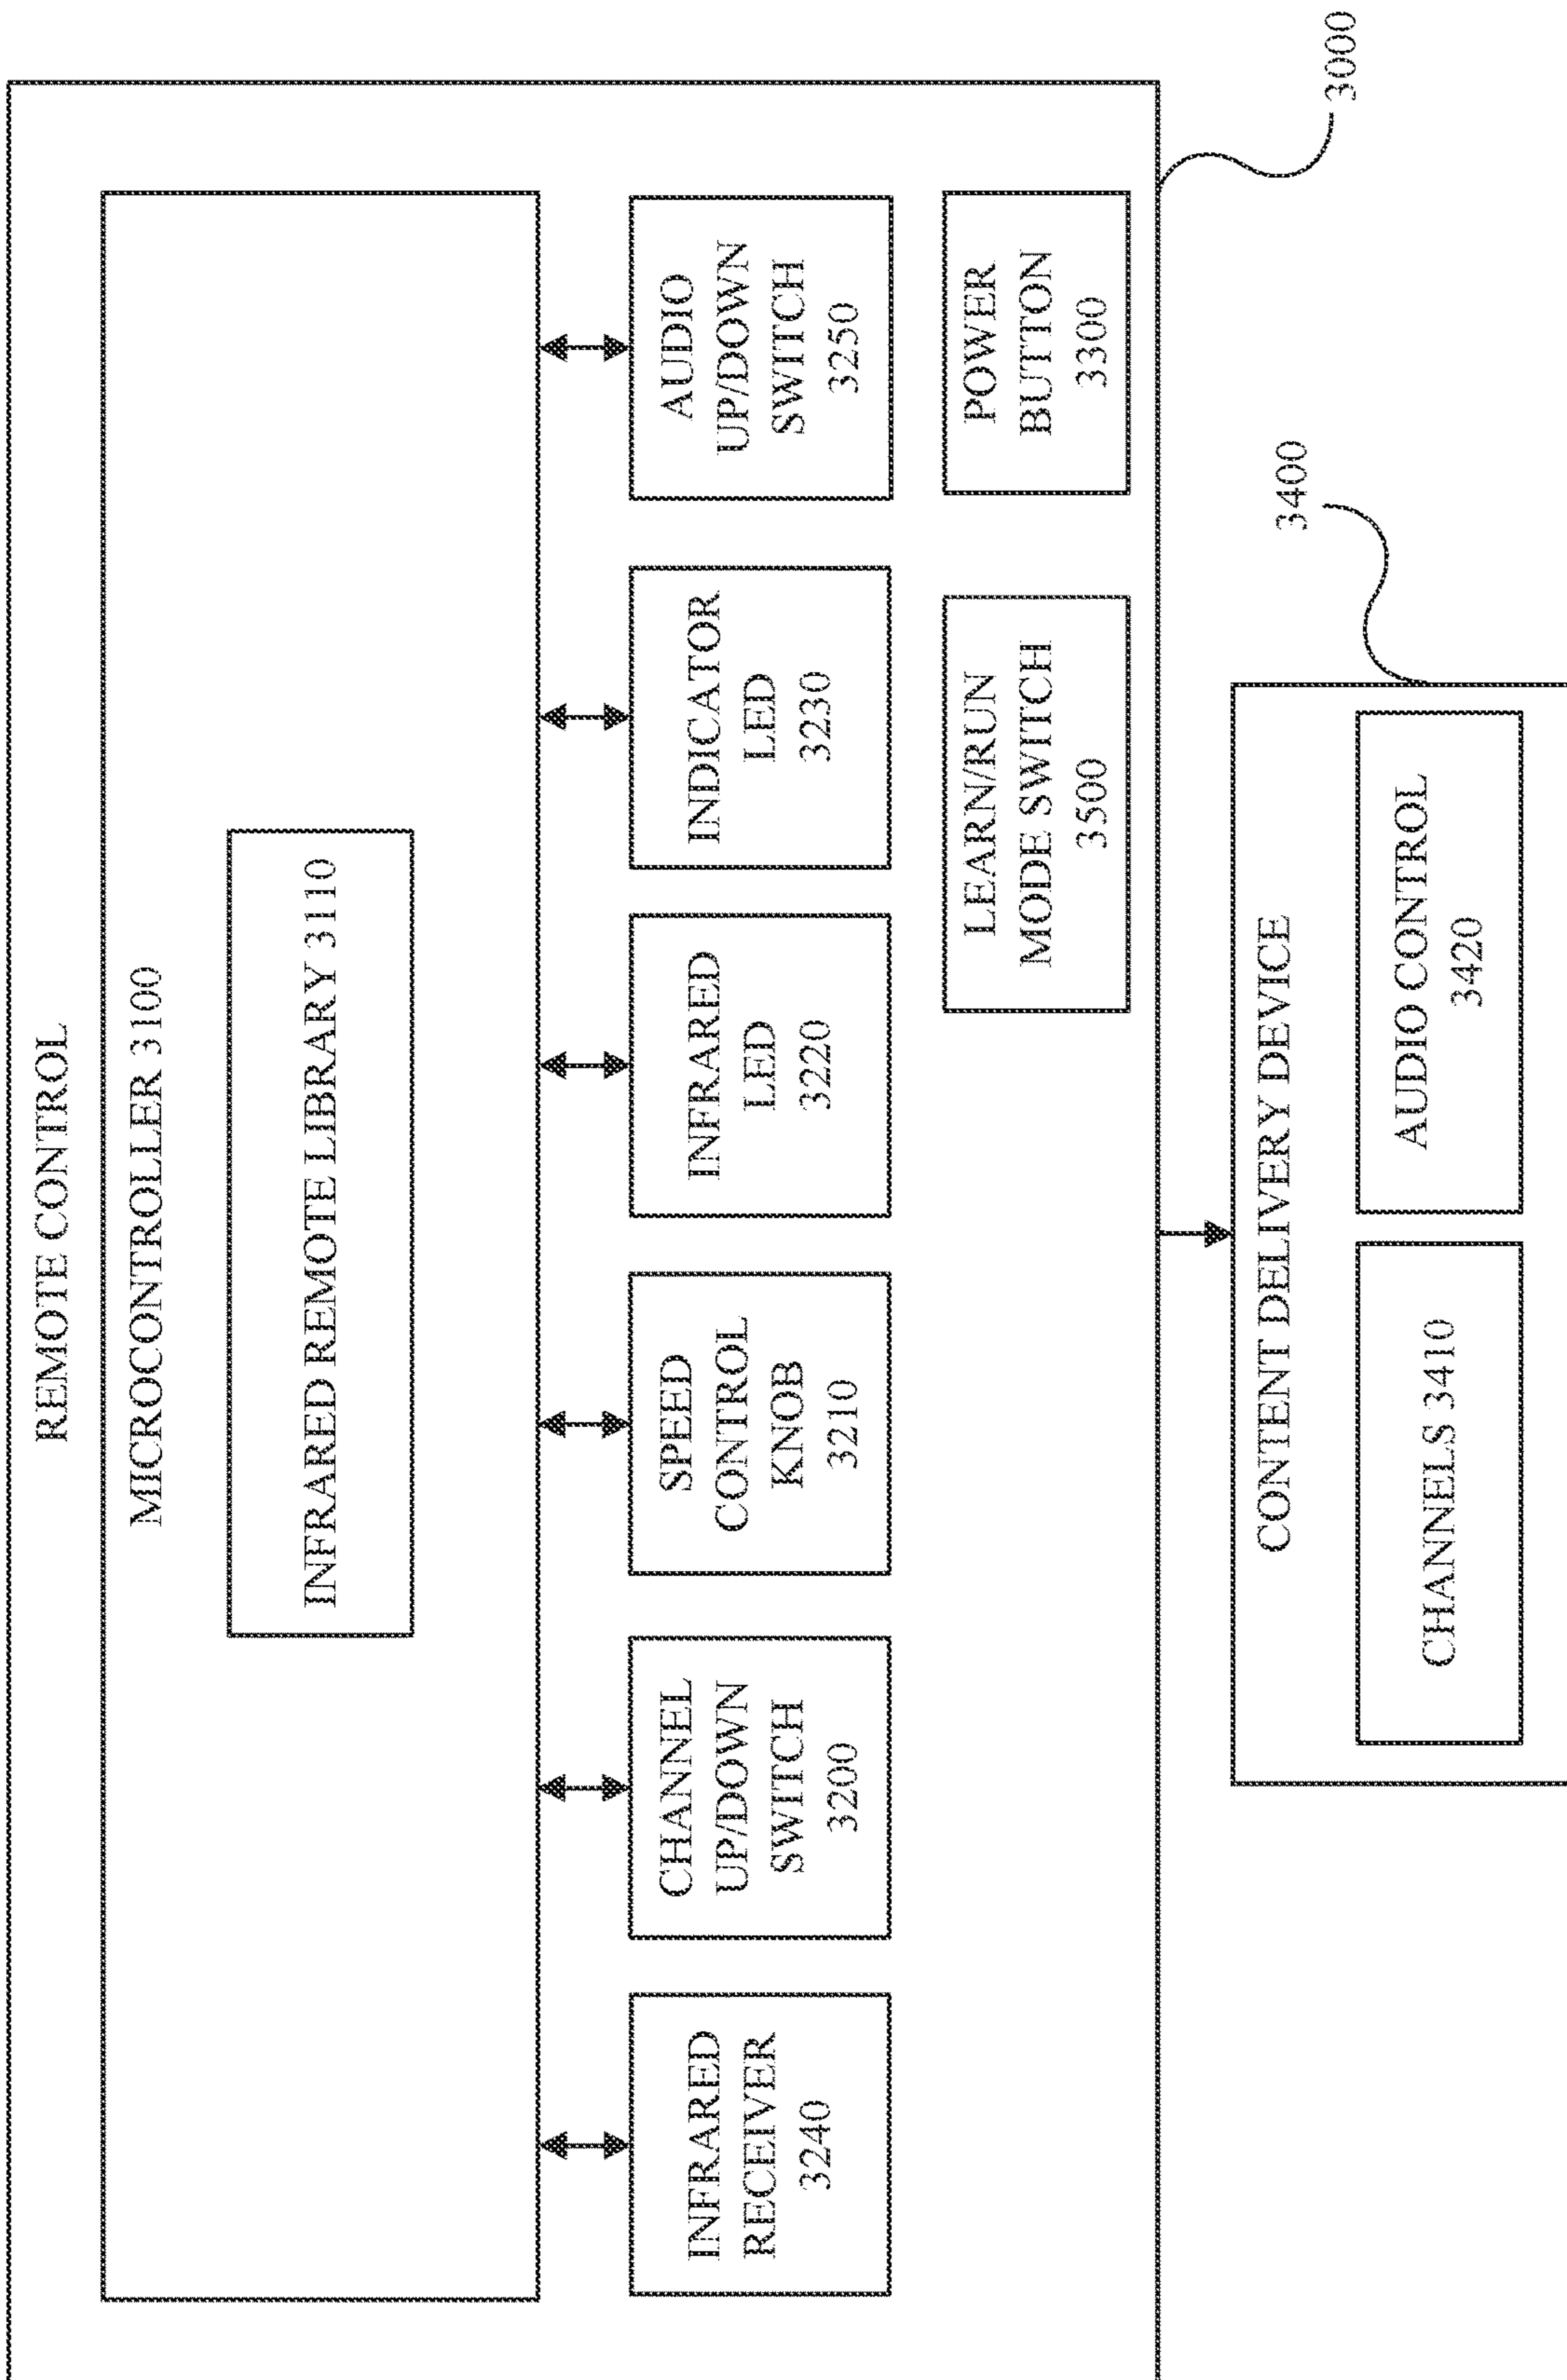 REMOTE CONTROL
MICROCONTROLLER 3100
INFRARED REMOTE LIBRARY 3110
INFRARED
RECEIVER
3240
CHANNEL
UP/DOWN
SWITCH
3200
SPEED
CONTROL
KNOB
3210
INFRARED
LED
3220
INDICATOR
LED
3230
AUDIO
UP/DOWN
SWITCH
3250
LEARN/RUN
MODE SWITCH
3500
POWER
BUTTON
3300
3000
CONTENT DELIVERY DEVICE
3400
CHANNELS 3410
AUDIO CONTROL
3420